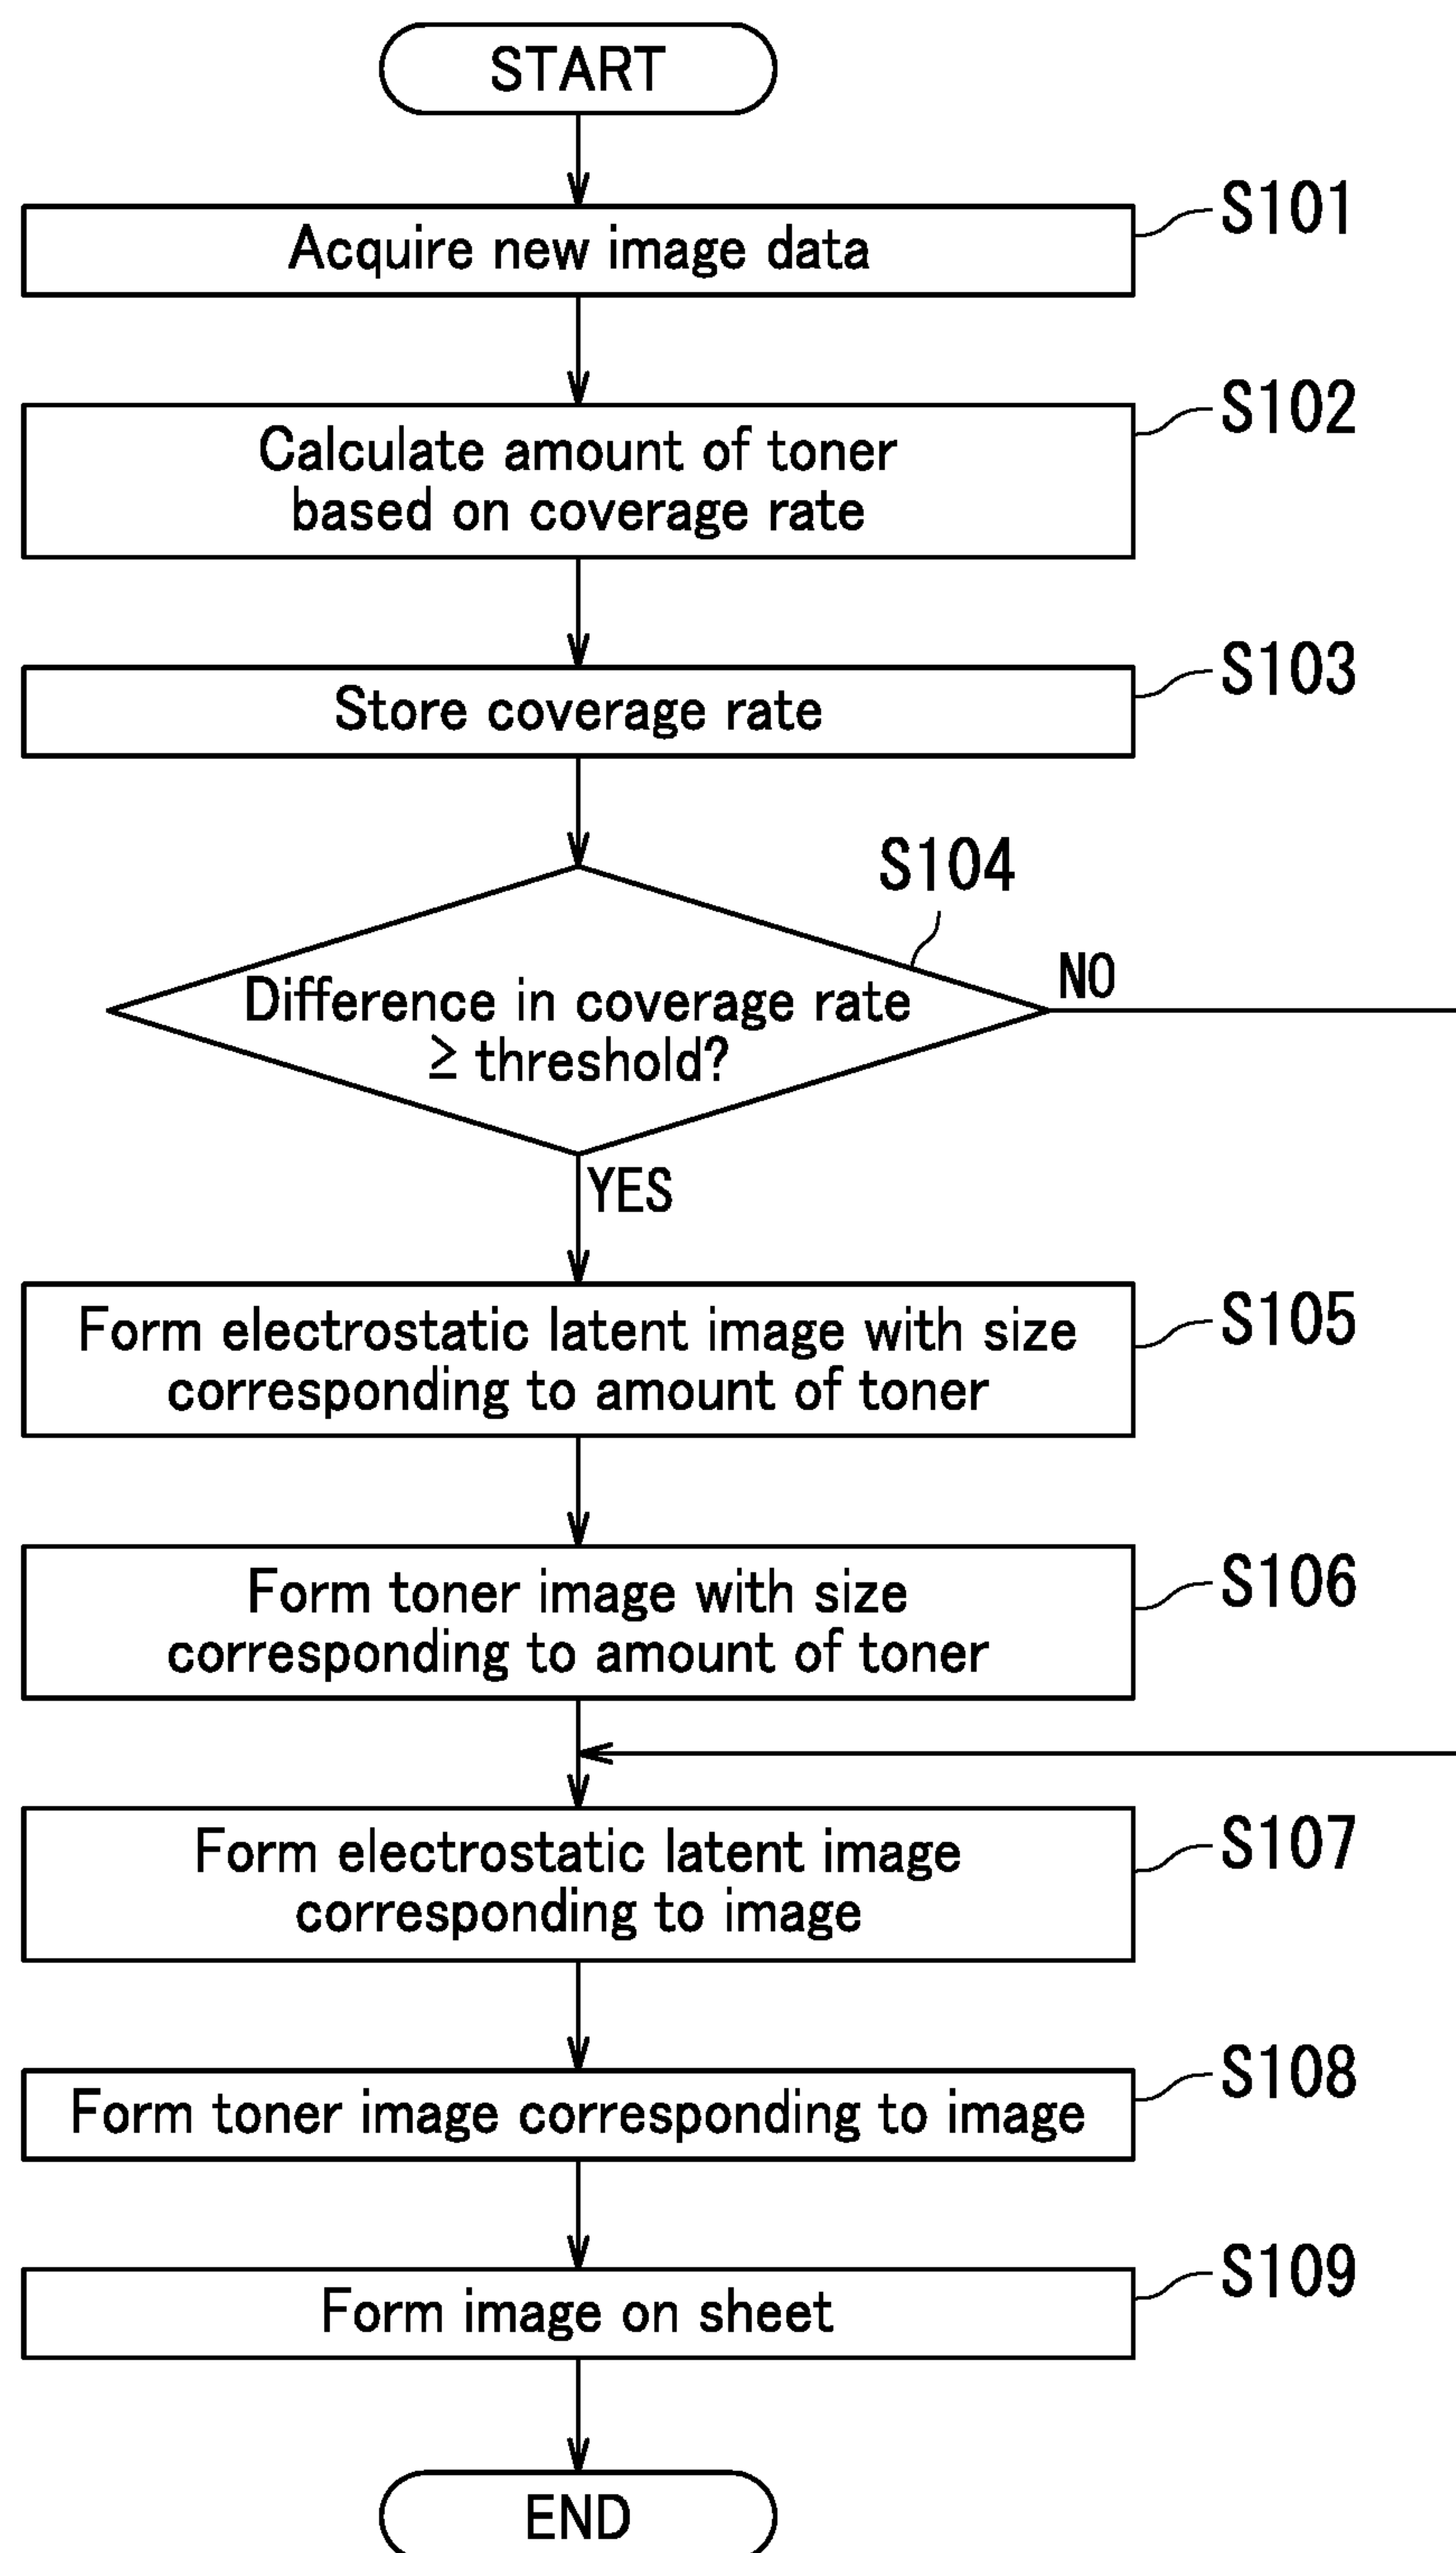 START
S101
Acquire new image data
S102
Calculate amount of toner
based on coverage rate
S103
Store coverage rate
S104
Difference in coverage rate
≥ threshold?
NO
YES
S105
Form electrostatic latent image with size
corresponding to amount of toner
S106
Form toner image with size
corresponding to amount of toner
S107
Form electrostatic latent image
corresponding to image
S108
Form toner image corresponding to image
S109
Form image on sheet
END